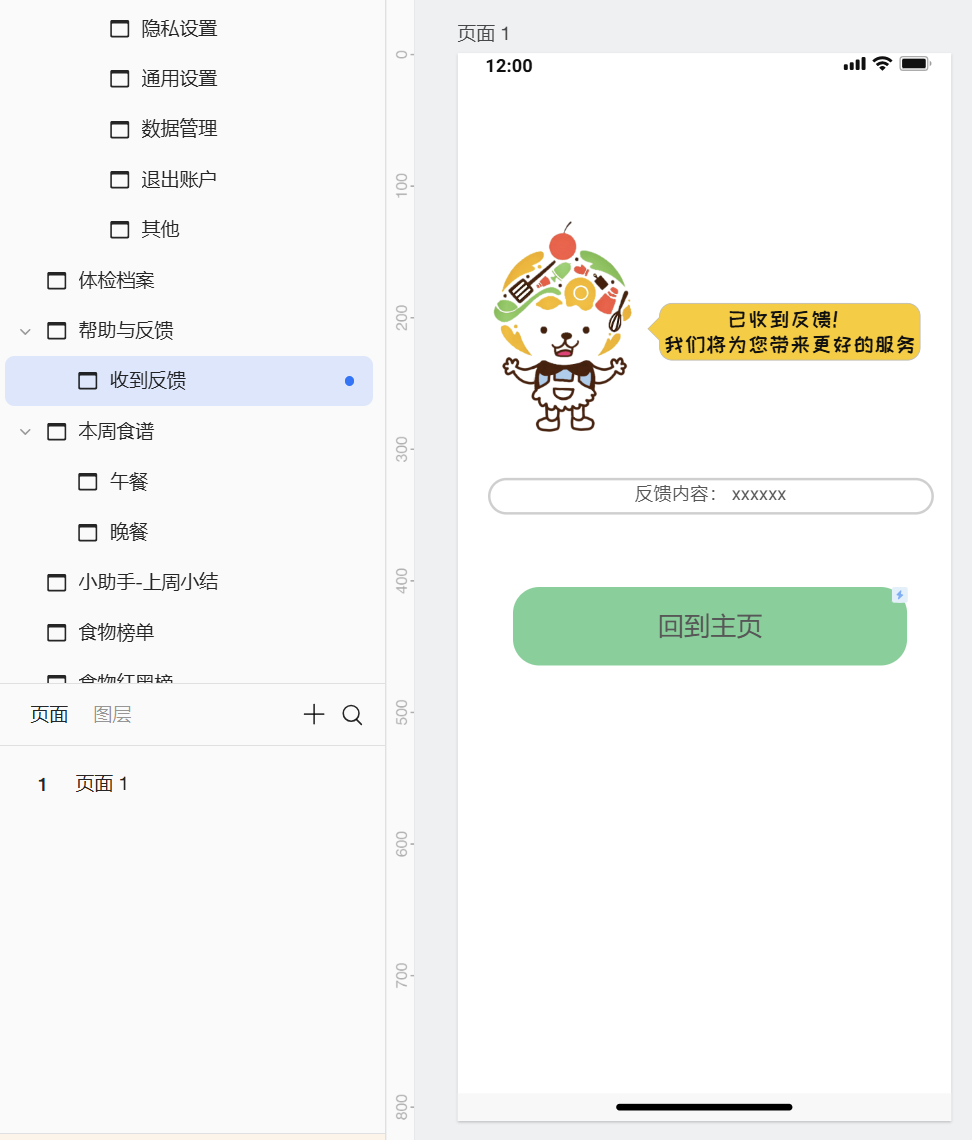 隐私设置
通用设置
数据管理
退出账户
其他
体检档案
帮助与反馈
收到反馈
本周食谱
午餐
晚餐
小助手-上周小结
食物榜单
食物红黑榜
页面 图层
1 页面 1
0
100
200
300
400
500
600
700
800
页面 1
12:00
已收到反馈!
我们将为您带来更好的服务
反馈内容: xxxxxx
回到主页